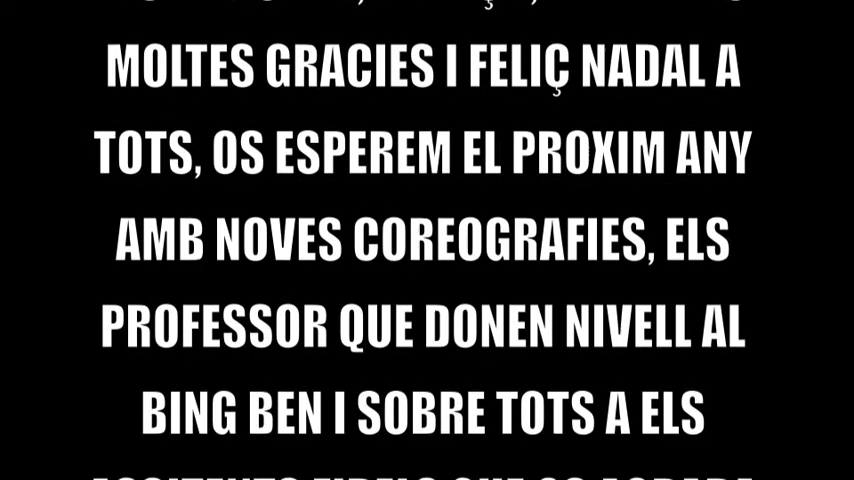 MOLTES GRACIES I FELIÇ NADAL A
TOTS, OS ESPEREM EL PROXIM ANY
AMB NOVES COREOGRAFIES, ELS
PROFESSOR QUE DONEN NIVELL AL
BING BEN I SOBRE TOTS A ELS